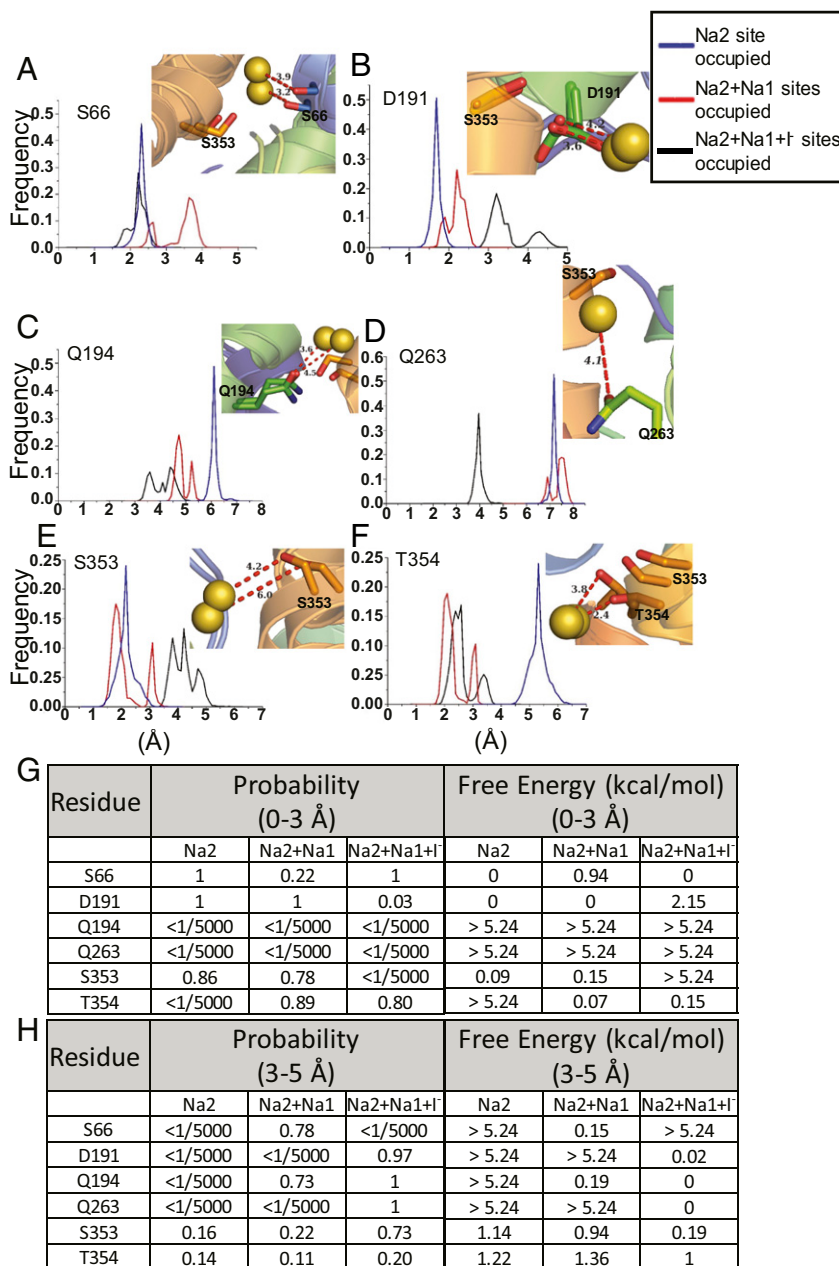 Na2 site
occupied
Na2+Na1 sites
occupied
Na2+Na1+I⁻ sites
occupied
A
S66
3.9
3.2
S66
S353
Frequency
0.5
0.4
0.3
0.2
0.1
0.0
0 1 2 3 4 5
B
D191
S353
D191
4.2
3.6
0.5
0.4
0.3
0.2
0.1
0.0
0 1 2 3 4 5
C
Q194
3.6
4.5
Q194
Frequency
0.5
0.4
0.3
0.2
0.1
0.0
0 1 2 3 4 5 6 7 8
D
Q263
S353
4.1
Q263
0.6
0.5
0.4
0.3
0.2
0.1
0.0
0 1 2 3 4 5 6 7 8
E
S353
4.2
6.0
S353
Frequency
0.25
0.20
0.15
0.10
0.25
0.00
0 1 2 3 4 5 6 7
(Å)
F
T354
3.8
2.4
S353
T354
0.25
0.20
0.15
0.10
0.25
0.00
0 1 2 3 4 5 6 7
(Å)
G
Residue Probability (0-3 Å) Free Energy (kcal/mol) (0-3 Å)
Na2 Na2+Na1 Na2+Na1+I⁻ Na2 Na2+Na1 Na2+Na1+I⁻
S66 1 0.22 1 0 0.94 0
D191 1 1 0.03 0 0 2.15
Q194 <1/5000 <1/5000 <1/5000 > 5.24 > 5.24 > 5.24
Q263 <1/5000 <1/5000 <1/5000 > 5.24 > 5.24 > 5.24
S353 0.86 0.78 <1/5000 0.09 0.15 > 5.24
T354 <1/5000 0.89 0.80 > 5.24 0.07 0.15
H
Residue Probability (3-5 Å) Free Energy (kcal/mol) (3-5 Å)
Na2 Na2+Na1 Na2+Na1+I⁻ Na2 Na2+Na1 Na2+Na1+I⁻
S66 <1/5000 0.78 <1/5000 > 5.24 0.15 > 5.24
D191 <1/5000 <1/5000 0.97 > 5.24 > 5.24 0.02
Q194 <1/5000 0.73 1 > 5.24 0.19 0
Q263 <1/5000 <1/5000 1 > 5.24 > 5.24 0
S353 0.16 0.22 0.73 1.14 0.94 0.19
T354 0.14 0.11 0.20 1.22 1.36 1